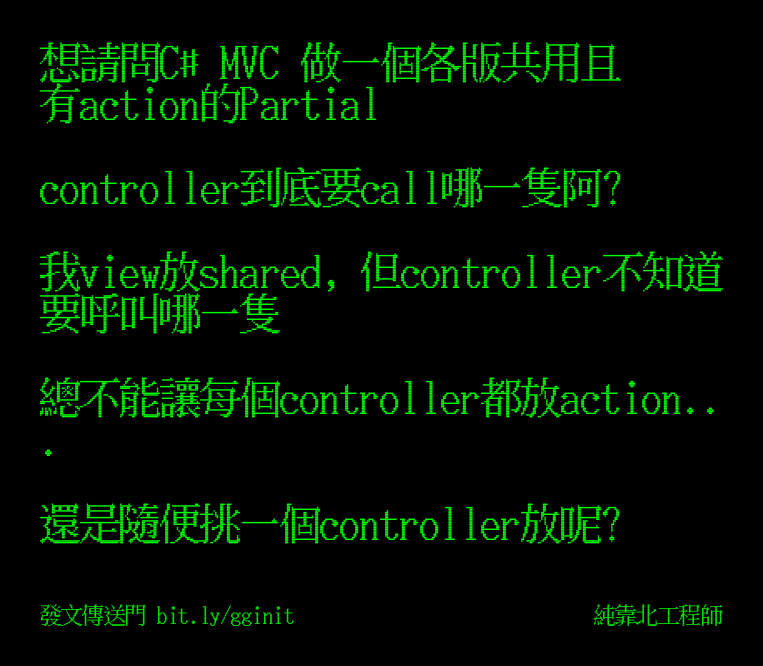 想請問C# MVC 做一個各版共用且
有action的Partial
controller到底要call哪一隻阿?
我view放shared, 但controller不知道
要呼叫哪一隻
總不能讓每個controller都放action..
.
還是隨便挑一個controller放呢?
發文傳送門 bit.ly/gginit
純靠北工程師